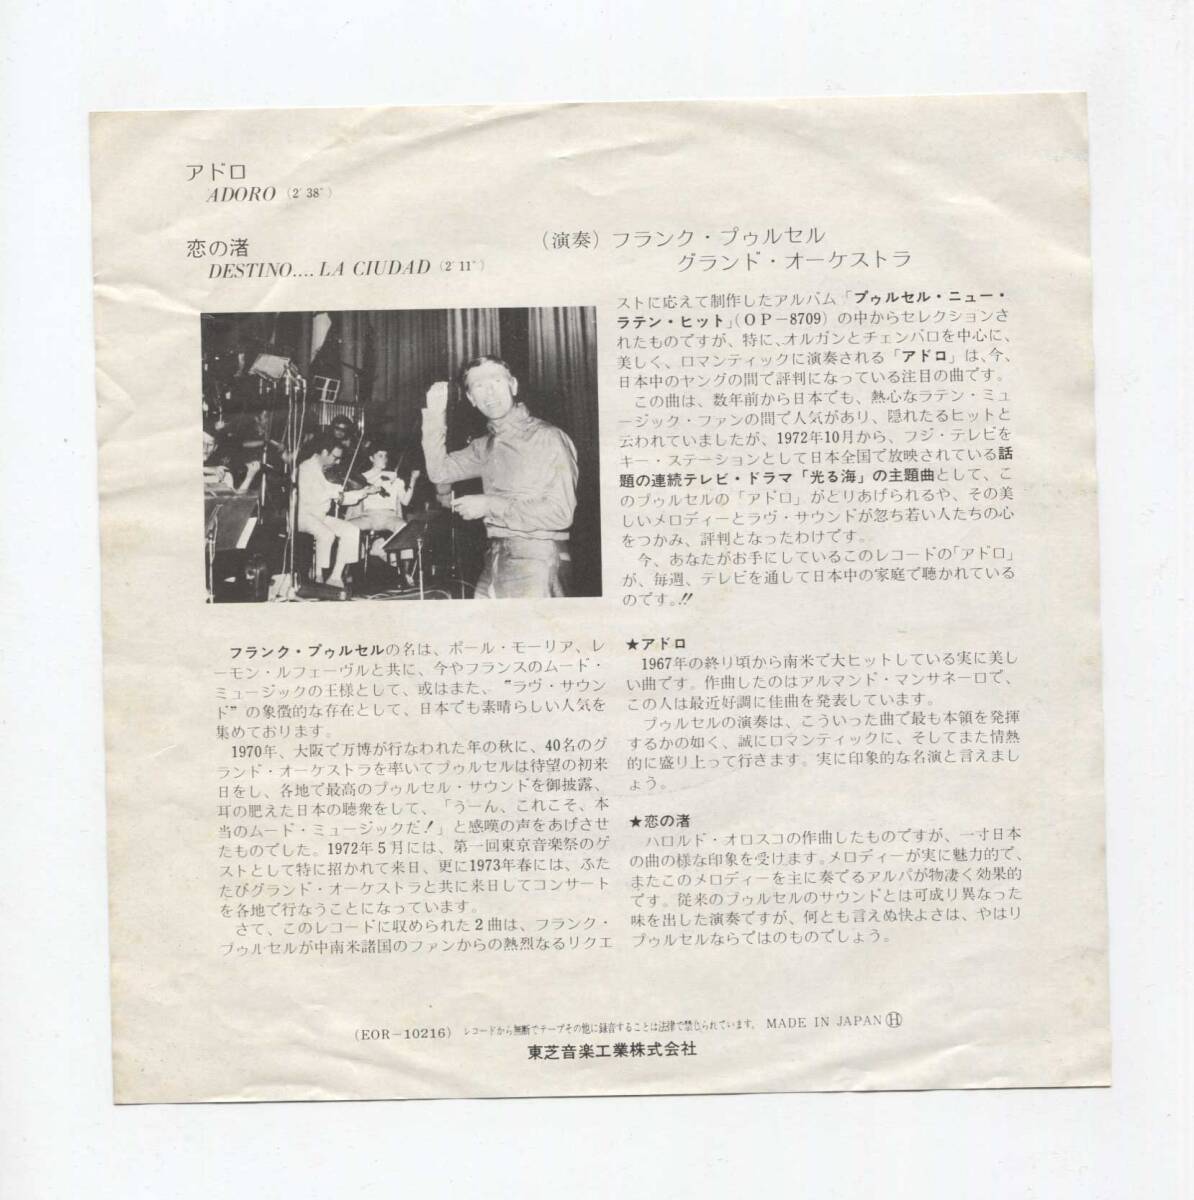 アドロ
ADORO (2′38″)
恋の渚
DESTINO.... LA CIUDAD (2′11″)
(演奏) フランク・プゥルセル
グランド・オーケストラ
フランク・プゥルセルの名は、ポール・モーリア、レ
ーモン・ルフェーヴルと共に、今やフランスのムード・
ミュージックの王様として、或はまた、“ラヴ・サウン
ド”の象徴的な存在として、日本でも素晴らしい人気を
集めております。
1970年、大阪で万博が行なわれた年の秋に、40名のグ
ランド・オーケストラを率いてプゥルセルは待望の初来
日をし、各地で最高のプゥルセル・サウンドを御披露、
耳の肥えた日本の聴衆をして、「うーん、これこそ、本
当のムード・ミュージックだ!」と感嘆の声をあげさせ
たものでした。1972年5月には、第一回東京音楽祭のゲ
ストとして特に招かれて来日、更に1973年春には、ふた
たびグランド・オーケストラと共に来日してコンサート
を各地で行なうことになっています。
さて、このレコードに収められた2曲は、フランク・
プゥルセルが中南米諸国のファンからの熱烈なるリクエ
ストに応えて制作したアルバム「プゥルセル・ニュー・
ラテン・ヒット」(OP-8709)の中からセレクションさ
れたものですが、特に、オルガンとチェンバロを中心に、
美しく、ロマンティックに演奏される「アドロ」は、今、
日本中のヤングの間で評判になっている注目の曲です。
この曲は、数年前から日本でも、熱心なラテン・ミュ
ージック・ファンの間で人気があり、隠れたるヒットと
云われていましたが、1972年10月から、フジ・テレビを
キー・ステーションとして日本全国で放映されている話
題の連続テレビ・ドラマ「光る海」の主題曲として、こ
のプゥルセルの「アドロ」がとりあげられるや、その美
しいメロディーとラヴ・サウンドが忽ち若い人たちの心
をつかみ、評判となったわけです。
今、あなたがお手にしているこのレコードの「アドロ」
が、毎週、テレビを通して日本中の家庭で聴かれている
のです。!!
★アドロ
1967年の終り頃から南米で大ヒットしている実に美し
い曲です。作曲したのはアルマンド・マンサネーロで、
この人は最近好調に佳曲を発表しています。
プゥルセルの演奏は、こういった曲で最も本領を発揮
するかの如く、誠にロマンティックに、そしてまた情熱
的に盛り上って行きます。実に印象的な名演と言えまし
ょう。
★恋の渚
ハロルド・オロスコの作曲したものですが、一寸日本
の曲の様な印象を受けます。メロディーが実に魅力的で、
またこのメロディーを主に奏でるアルパが物凄く効果的
です。従来のプゥルセルのサウンドとは可成り異なった
味を出した演奏ですが、何とも言えぬ快よさは、やはり
プゥルセルならではのものでしょう。
(EOR-10216) レコードから無断でテープその他に録音することは法律で禁じられています。 MADE IN JAPAN Ⓗ
東芝音楽工業株式会社